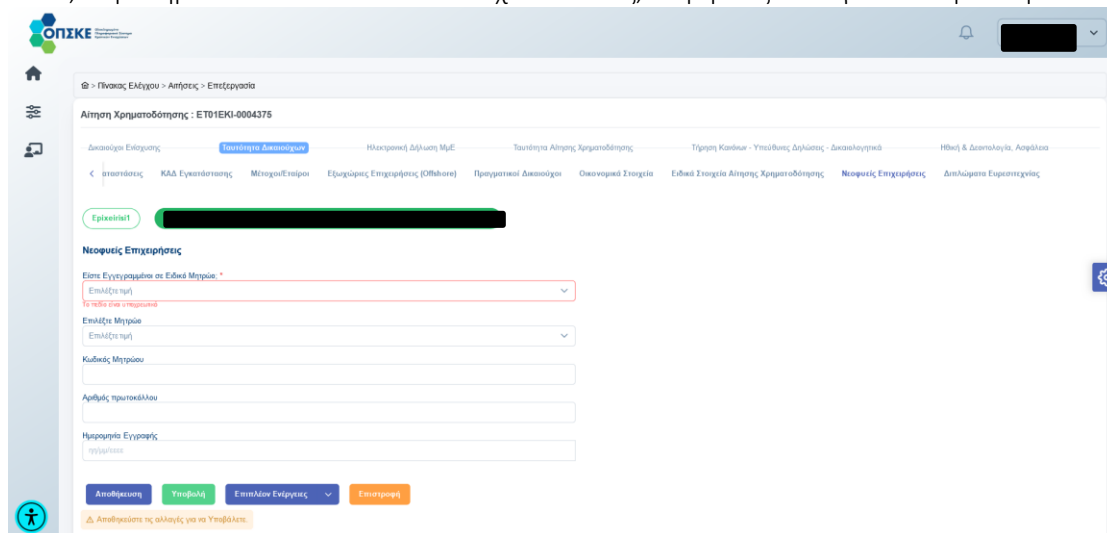 ΟΠΣΚΕ
> Πίνακας Ελέγχου > Αιτήσεις > Επεξεργασία
Αίτηση Χρηματοδότησης : ET01EKI-0004375
Δικαιούχοι Ενίσχυσης Ταυτότητα Δικαιούχων Ηλεκτρονική Δήλωση ΜμΕ Ταυτότητα Αίτησης Χρηματοδότησης Τήρηση Κανόνων - Υπεύθυνες Δηλώσεις - Δικαιολογητικά Ηθική & Δεοντολογία, Ασφάλεια
< αταστάσεις ΚΑΔ Εγκατάστασης Μέτοχοι/Εταίροι Εξωχώριες Επιχειρήσεις (Offshore) Πραγματικοί Δικαιούχοι Οικονομικά Στοιχεία Ειδικά Στοιχεία Αίτησης Χρηματοδότησης Νεοφυείς Επιχειρήσεις Διπλώματα Ευρεσιτεχνίας
Epixeirisi1
Νεοφυείς Επιχειρήσεις
Είστε Εγγεγραμμένοι σε Ειδικό Μητρώο; *
Επιλέξτε τιμή
Το πεδίο είναι υποχρεωτικό
Επιλέξτε Μητρώο
Επιλέξτε τιμή
Κωδικός Μητρώου
Αριθμός πρωτοκόλλου
Ημερομηνία Εγγραφής
ηη/μμ/εεεε
Αποθήκευση Υποβολή Επιπλέον Ενέργειες Επιστροφή
Αποθηκεύστε τις αλλαγές για να Υποβάλετε.